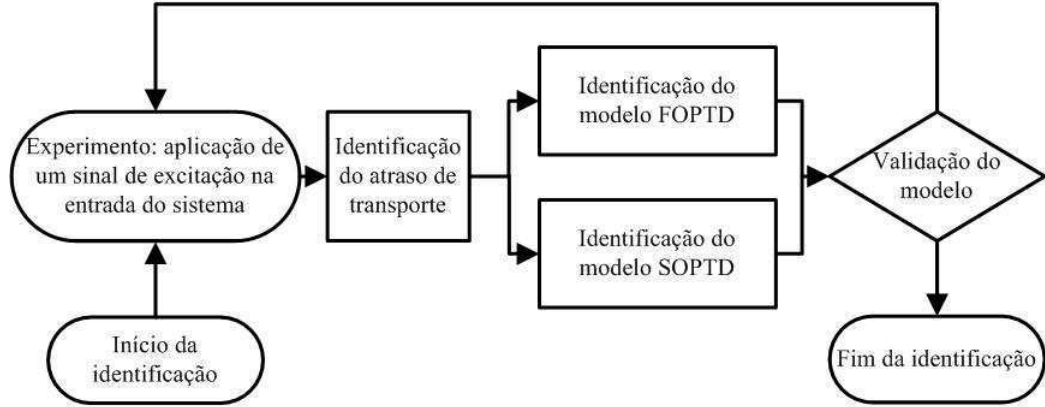 Experimento: aplicação de
um sinal de excitação na
entrada do sistema
Identificação
do atraso de
transporte
Identificação do
modelo FOPTD
Identificação do
modelo SOPTD
Validação do
modelo
Início da
identificação
Fim da identificação